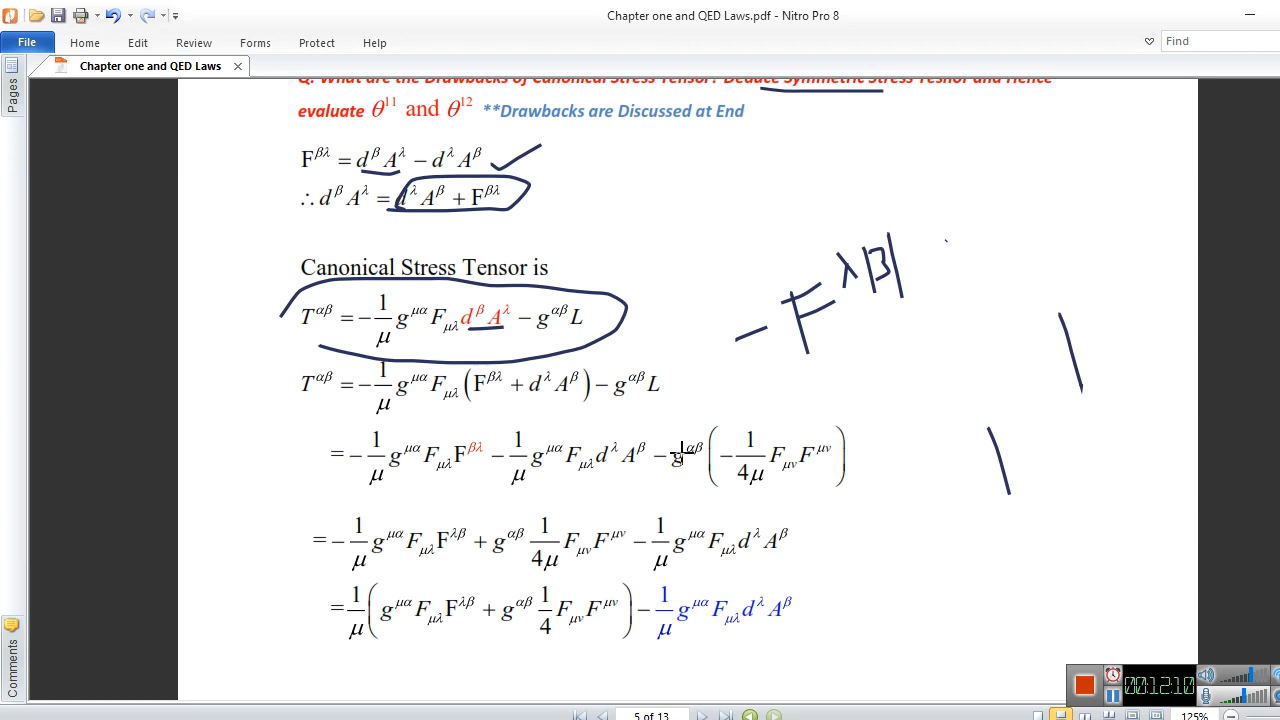 Chapter one and QED Laws.pdf - Nitro Pro 8
File Home Edit Review Forms Protect Help Find
Chapter one and QED Laws
Pages
Q. What are the Drawbacks of Canonical Stress Tensor? Deduce Symmetric Stress Tesnor and Hence
evaluate θ¹¹ and θ¹² **Drawbacks are Discussed at End
F^{βλ} = d^β A^λ − d^λ A^β
∴ d^β A^λ = d^λ A^β + F^{βλ}
− F^{λβ}
Canonical Stress Tensor is
T^{αβ} = −1/μ g^{μα} F_{μλ} d^β A^λ − g^{αβ} L
T^{αβ} = −1/μ g^{μα} F_{μλ} (F^{βλ} + d^λ A^β) − g^{αβ} L
= −1/μ g^{μα} F_{μλ} F^{βλ} − 1/μ g^{μα} F_{μλ} d^λ A^β − g^{αβ} (−1/4μ F_{μν} F^{μν})
= −1/μ g^{μα} F_{μλ} F^{λβ} + g^{αβ} 1/4μ F_{μν} F^{μν} − 1/μ g^{μα} F_{μλ} d^λ A^β
= 1/μ (g^{μα} F_{μλ} F^{λβ} + g^{αβ} 1/4 F_{μν} F^{μν}) − 1/μ g^{μα} F_{μλ} d^λ A^β
Comments
00:12:10
5 of 13
125%